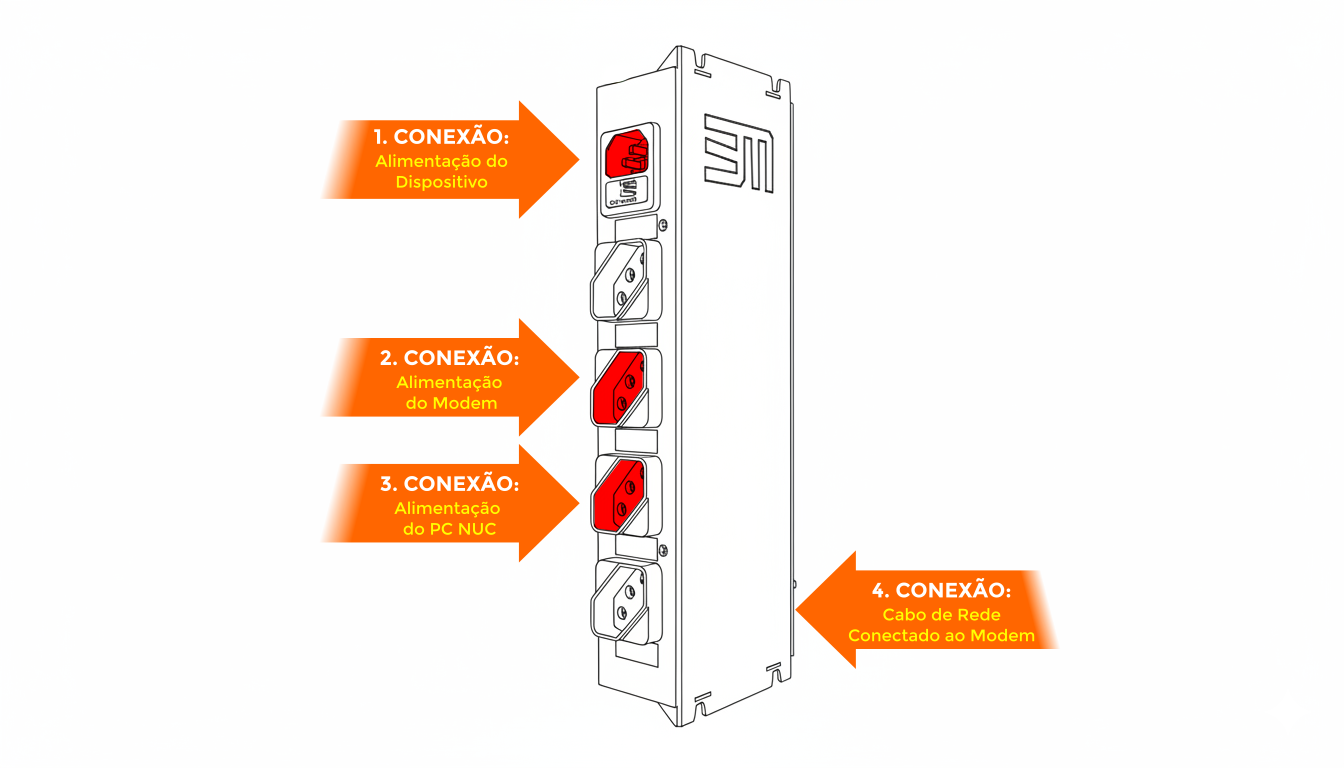 1. CONEXÃO:
Alimentação do
Dispositivo
2. CONEXÃO:
Alimentação
do Modem
3. CONEXÃO:
Alimentação
do PC NUC
4. CONEXÃO:
Cabo de Rede
Conectado ao Modem